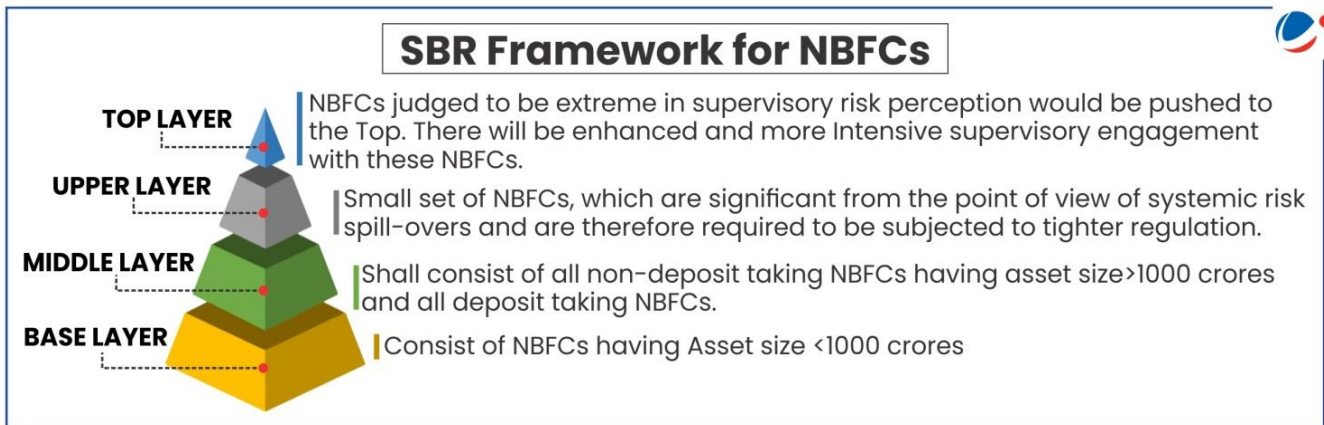 SBR Framework for NBFCs
TOP LAYER
NBFCs judged to be extreme in supervisory risk perception would be pushed to
the Top. There will be enhanced and more Intensive supervisory engagement
with these NBFCs.
UPPER LAYER
Small set of NBFCs, which are significant from the point of view of systemic risk
spill-overs and are therefore required to be subjected to tighter regulation.
MIDDLE LAYER
Shall consist of all non-deposit taking NBFCs having asset size>1000 crores
and all deposit taking NBFCs.
BASE LAYER
Consist of NBFCs having Asset size <1000 crores